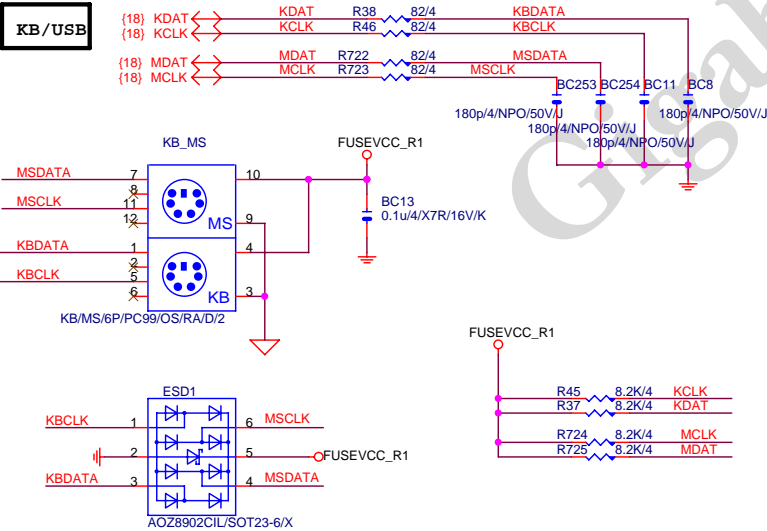 KB/USB
{18} KDAT KDAT R38 82/4 KBDATA
{18} KCLK KCLK R46 82/4 KBCLK
{18} MDAT MDAT R722 82/4 MSDATA
{18} MCLK MCLK R723 82/4 MSCLK
BC253 BC254 BC11 BC8
180p/4/NPO/50V/J 180p/4/NPO/50V/J
180p/4/NPO/50V/J
180p/4/NPO/50V/J
KB_MS FUSEVCC_R1
MSDATA 7 10
8
MSCLK 11
12 MS 9
BC13
0.1u/4/X7R/16V/K
KBDATA 1 4
2
KBCLK 5
6 KB 3
KB/MS/6P/PC99/OS/RA/D/2
FUSEVCC_R1
R45 8.2K/4 KCLK
R37 8.2K/4 KDAT
R724 8.2K/4 MCLK
R725 8.2K/4 MDAT
ESD1
KBCLK 1 6 MSCLK
2 5 FUSEVCC_R1
KBDATA 3 4 MSDATA
AOZ8902CIL/SOT23-6/X
Gigab